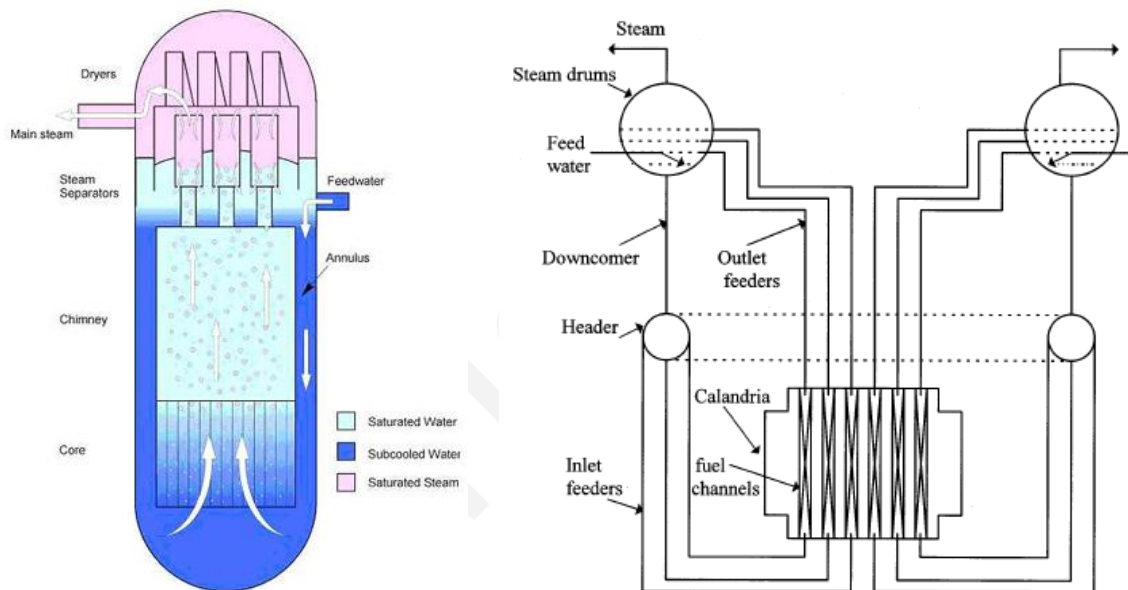 Dryers
Main steam
Steam
Separators
Feedwater
Annulus
Chimney
Core
Saturated Water
Subcooled Water
Saturated Steam
Steam
Steam drums
Feed
water
Downcomer
Outlet
feeders
Header
Calandria
fuel
channels
Inlet
feeders